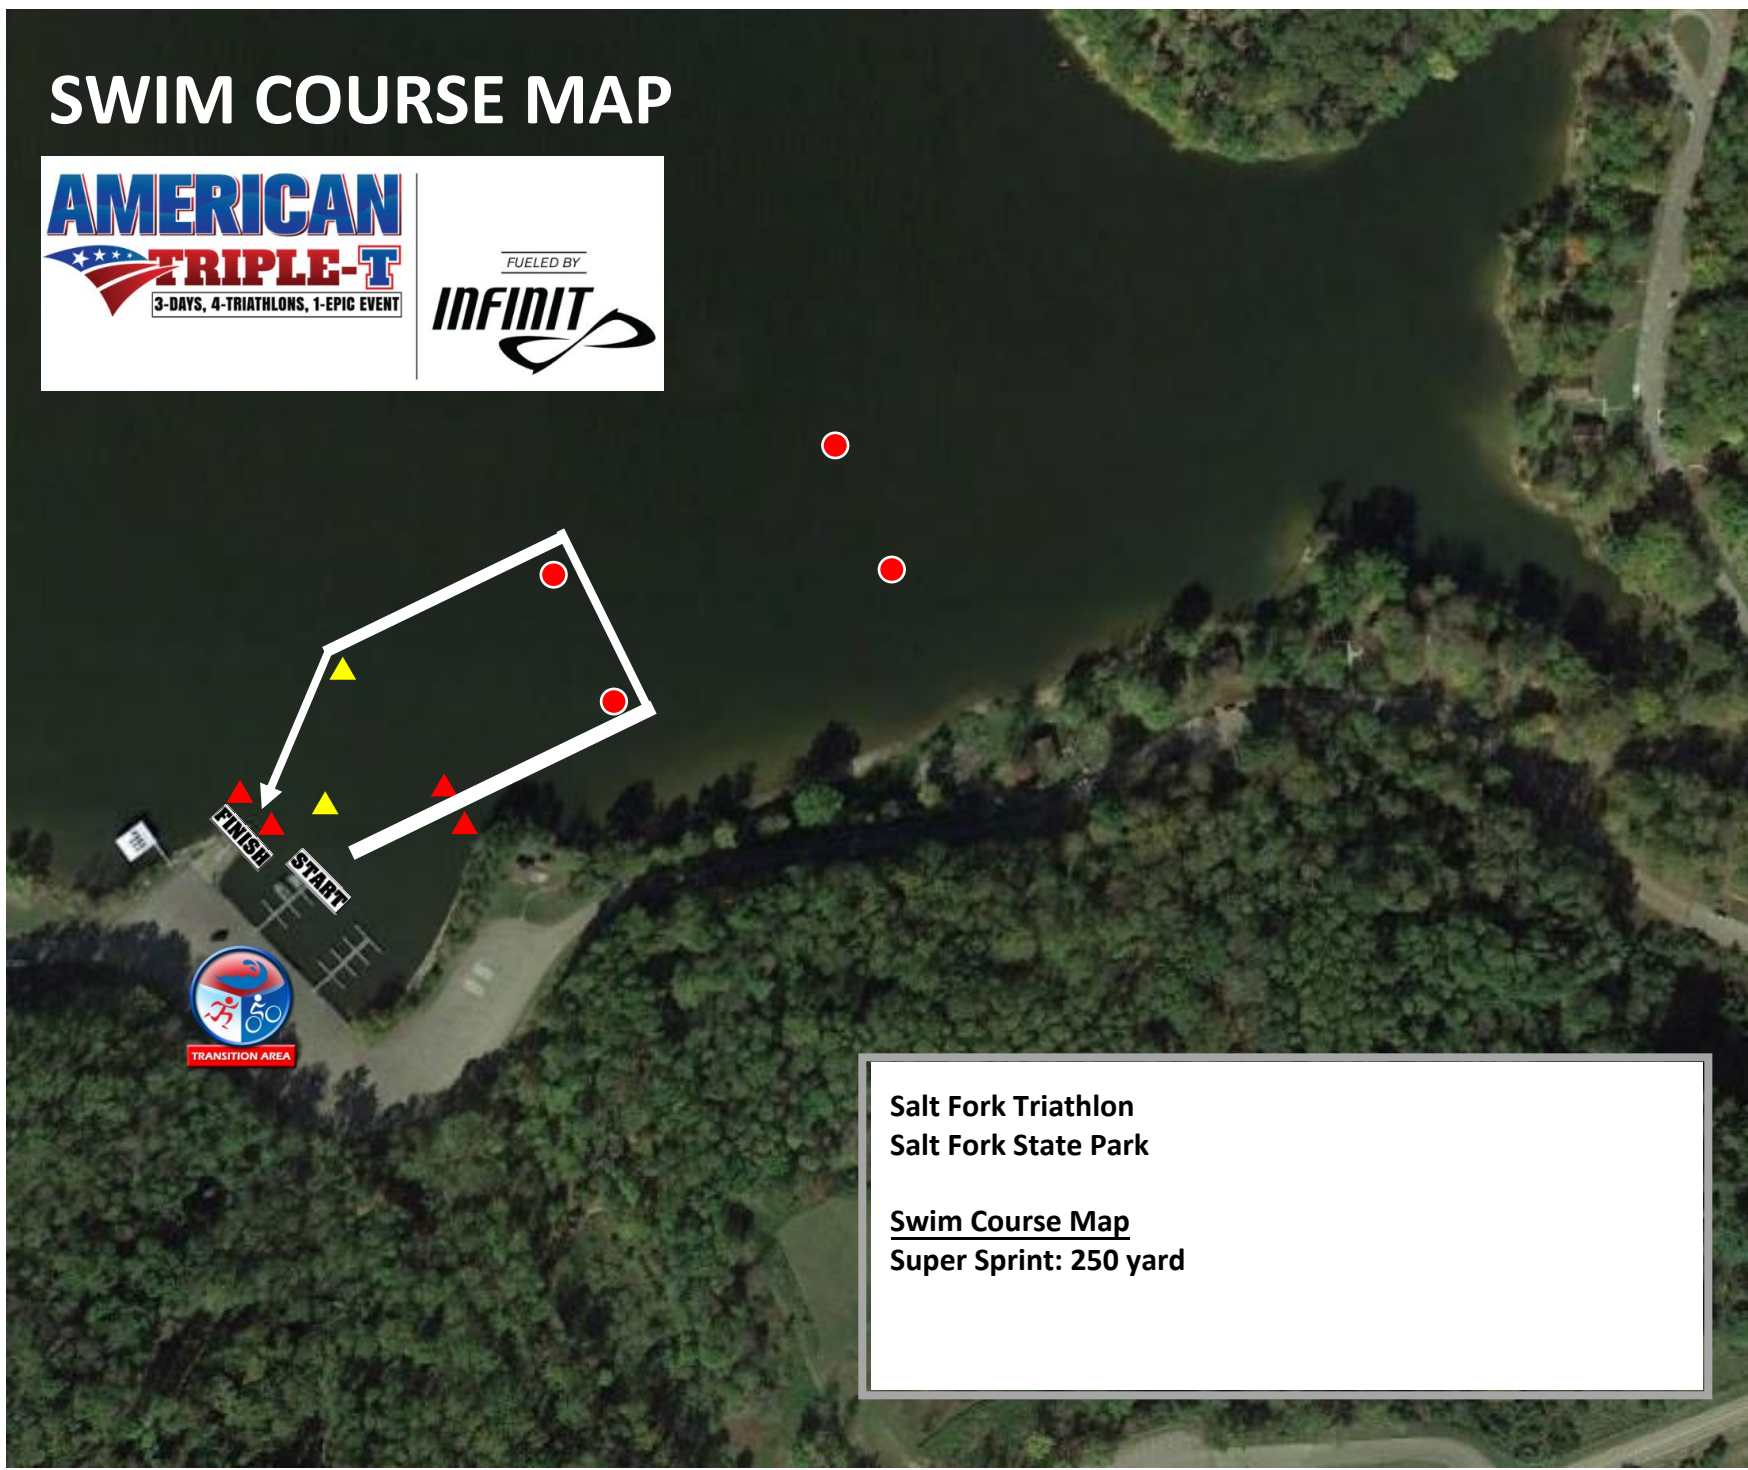 SWIM COURSE MAP
AMERICAN
TRIPLE-T
3-DAYS, 4-TRIATHLONS, 1-EPIC EVENT
FUELED BY
INFINIT
FINISH
START
TRANSITION AREA
Salt Fork Triathlon
Salt Fork State Park
Swim Course Map
Super Sprint: 250 yard